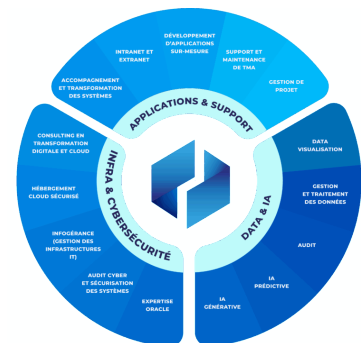 DÉVELOPPEMENT
D'APPLICATIONS
SUR-MESURE
INTRANET ET
EXTRANET
SUPPORT ET
MAINTENANCE
DE TMA
ACCOMPAGNEMENT
ET TRANSFORMATION
DES SYSTÈMES
GESTION DE
PROJET
APPLICATIONS & SUPPORT
CONSULTING EN
TRANSFORMATION
DIGITALE ET CLOUD
HÉBERGEMENT
CLOUD SÉCURISÉ
INFOGÉRANCE
(GESTION DES
INFRASTRUCTURES
IT)
AUDIT CYBER
ET SÉCURISATION
DES SYSTÈMES
EXPERTISE
ORACLE
INFRA & CYBERSÉCURITÉ
DATA
VISUALISATION
GESTION
ET TRAITEMENT
DES DONNÉES
AUDIT
IA
PRÉDICTIVE
IA
GÉNÉRATIVE
DATA & IA